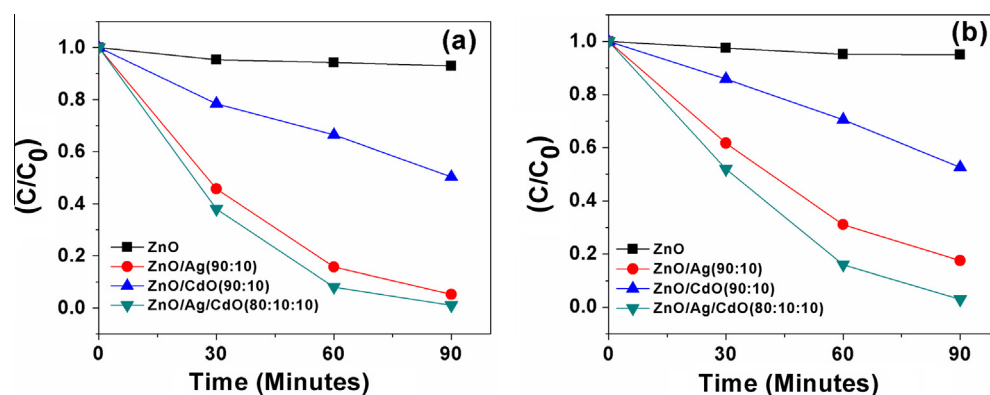 (a)
1.0
0.8
0.6
0.4
0.2
0.0
(C/C0)
ZnO
ZnO/Ag(90:10)
ZnO/CdO(90:10)
ZnO/Ag/CdO(80:10:10)
0 30 60 90
Time (Minutes)
(b)
1.0
0.8
0.6
0.4
0.2
0.0
(C/C0)
ZnO
ZnO/Ag(90:10)
ZnO/CdO(90:10)
ZnO/Ag/CdO(80:10:10)
0 30 60 90
Time (Minutes)